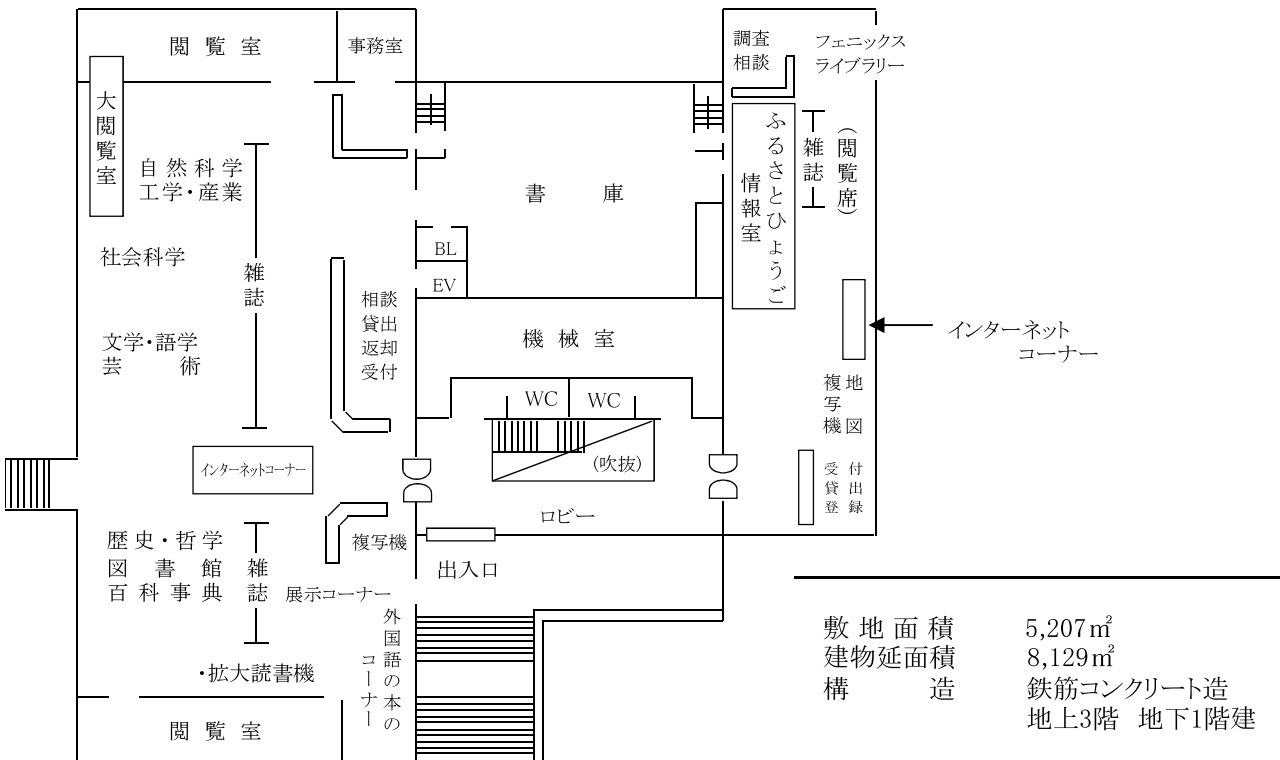 閲覧室
事務室
大閲覧室
自然科学
工学・産業
社会科学
文学・語学
芸術
雑誌
相談
貸出
返却
受付
インターネットコーナー
歴史・哲学
図書館
百科事典
雑誌
複写機
展示コーナー
外国語の本の
コーナー
・拡大読書機
閲覧室
書庫
BL
EV
機械室
WC
WC
(吹抜)
ロビー
出入口
調査
相談
フェニックス
ライブラリー
ふるさとひょうご
情報室
雑誌
(閲覧席)
インターネット
コーナー
地図
複写機
受付
貸出
登録
敷地面積 5,207㎡
建物延面積 8,129㎡
構造 鉄筋コンクリート造
地上3階 地下1階建